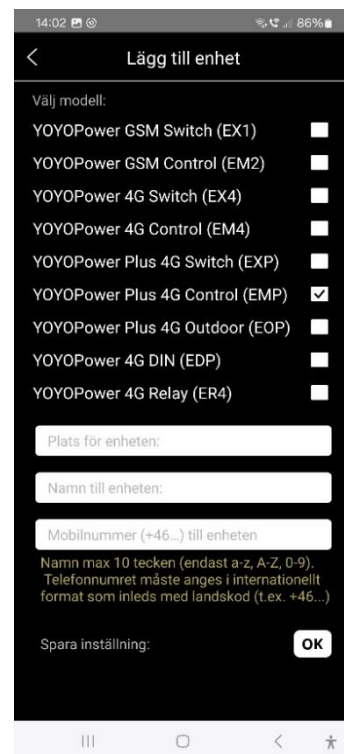 14:02 86%
Lägg till enhet
Välj modell:
YOYOPower GSM Switch (EX1)
YOYOPower GSM Control (EM2)
YOYOPower 4G Switch (EX4)
YOYOPower 4G Control (EM4)
YOYOPower Plus 4G Switch (EXP)
YOYOPower Plus 4G Control (EMP)
YOYOPower Plus 4G Outdoor (EOP)
YOYOPower 4G DIN (EDP)
YOYOPower 4G Relay (ER4)
Plats för enheten:
Namn till enheten:
Mobilnummer (+46...) till enheten
Namn max 10 tecken (endast a-z, A-Z, 0-9).
Telefonnumret måste anges i internationellt
format som inleds med landskod (t.ex. +46...)
Spara inställning: OK